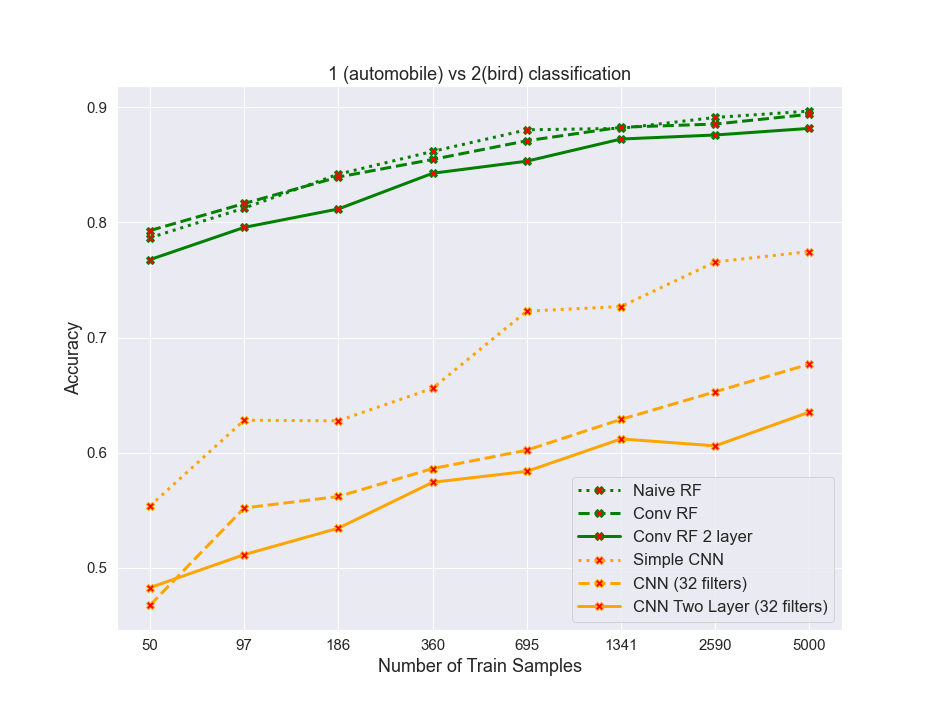 1 (automobile) vs 2(bird) classification
0.9
0.8
0.7
0.6
0.5
Accuracy
Naive RF
Conv RF
Conv RF 2 layer
Simple CNN
CNN (32 filters)
CNN Two Layer (32 filters)
50 97 186 360 695 1341 2590 5000
Number of Train Samples